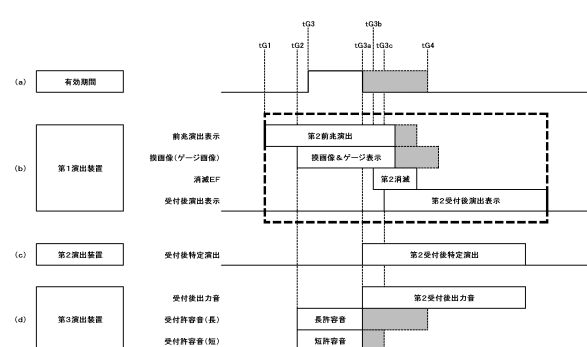 tG3 tG3b
tG1 tG2 tG3a tG3c tG4
(a) 有効期間
(b) 第1演出装置
前兆演出表示 第2前兆演出
操画像(ゲージ画像) 操画像&ゲージ表示
消滅EF 第2消滅
受付後演出表示 第2受付後演出表示
(c) 第2演出装置 受付後特定演出 第2受付後特定演出
(d) 第3演出装置
受付後出力音 第2受付後出力音
受付許容音(長) 長許容音
受付許容音(短) 短許容音